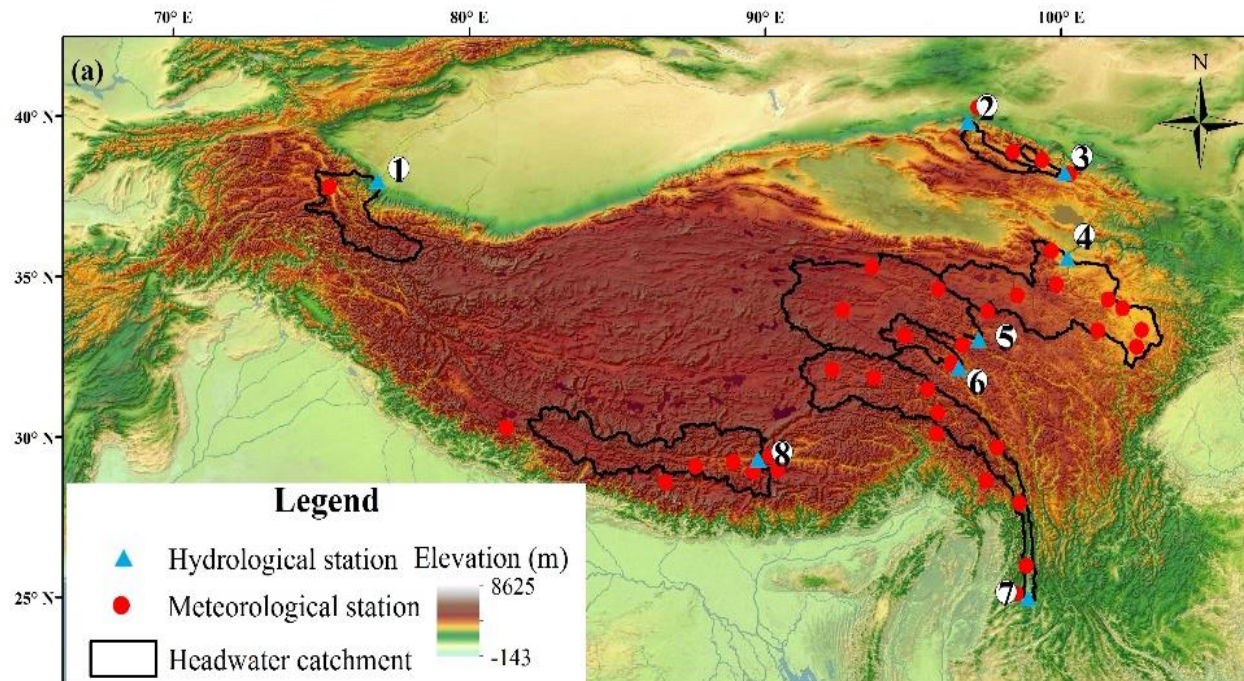 70° E 80° E 90° E 100° E
(a)
N
40° N
2
3
1
4
35° N
5
6
30° N
8
Legend
Hydrological station
Elevation (m)
8625
-143
Meteorological station
Headwater catchment
25° N
7